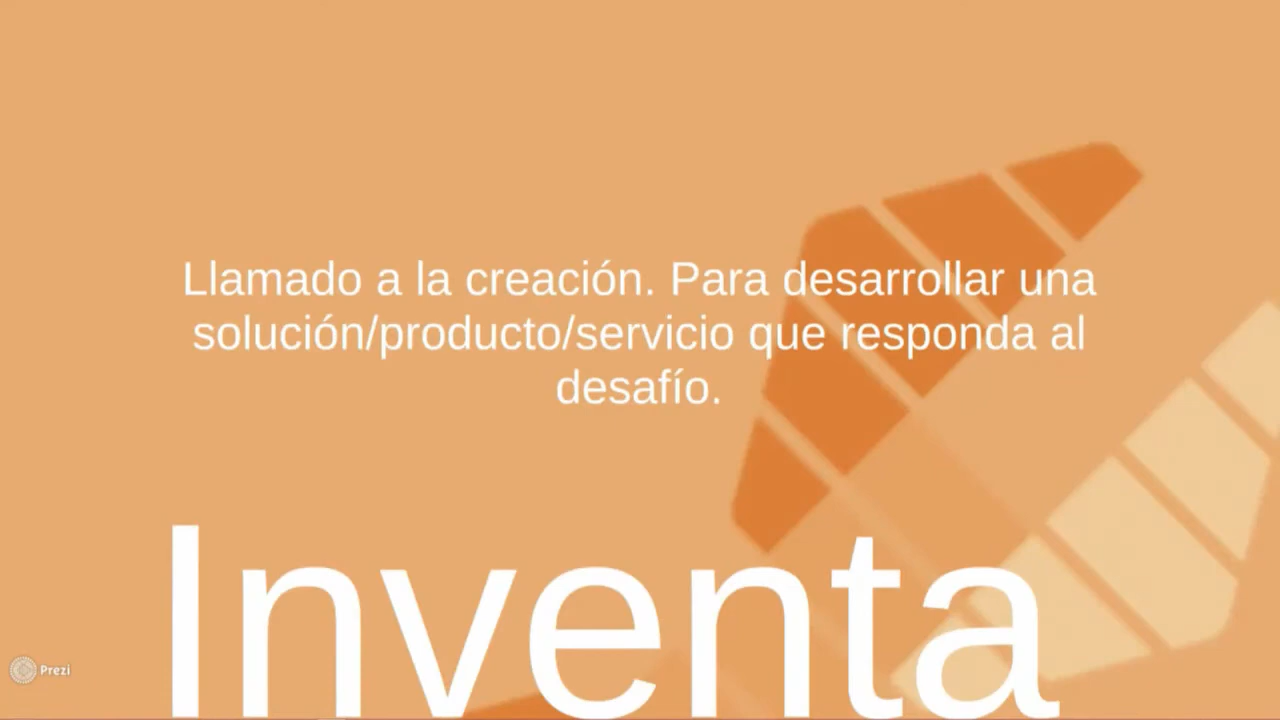 Llamado a la creación. Para desarrollar una
solución/producto/servicio que responda al
desafío.
Inventa
Prezi